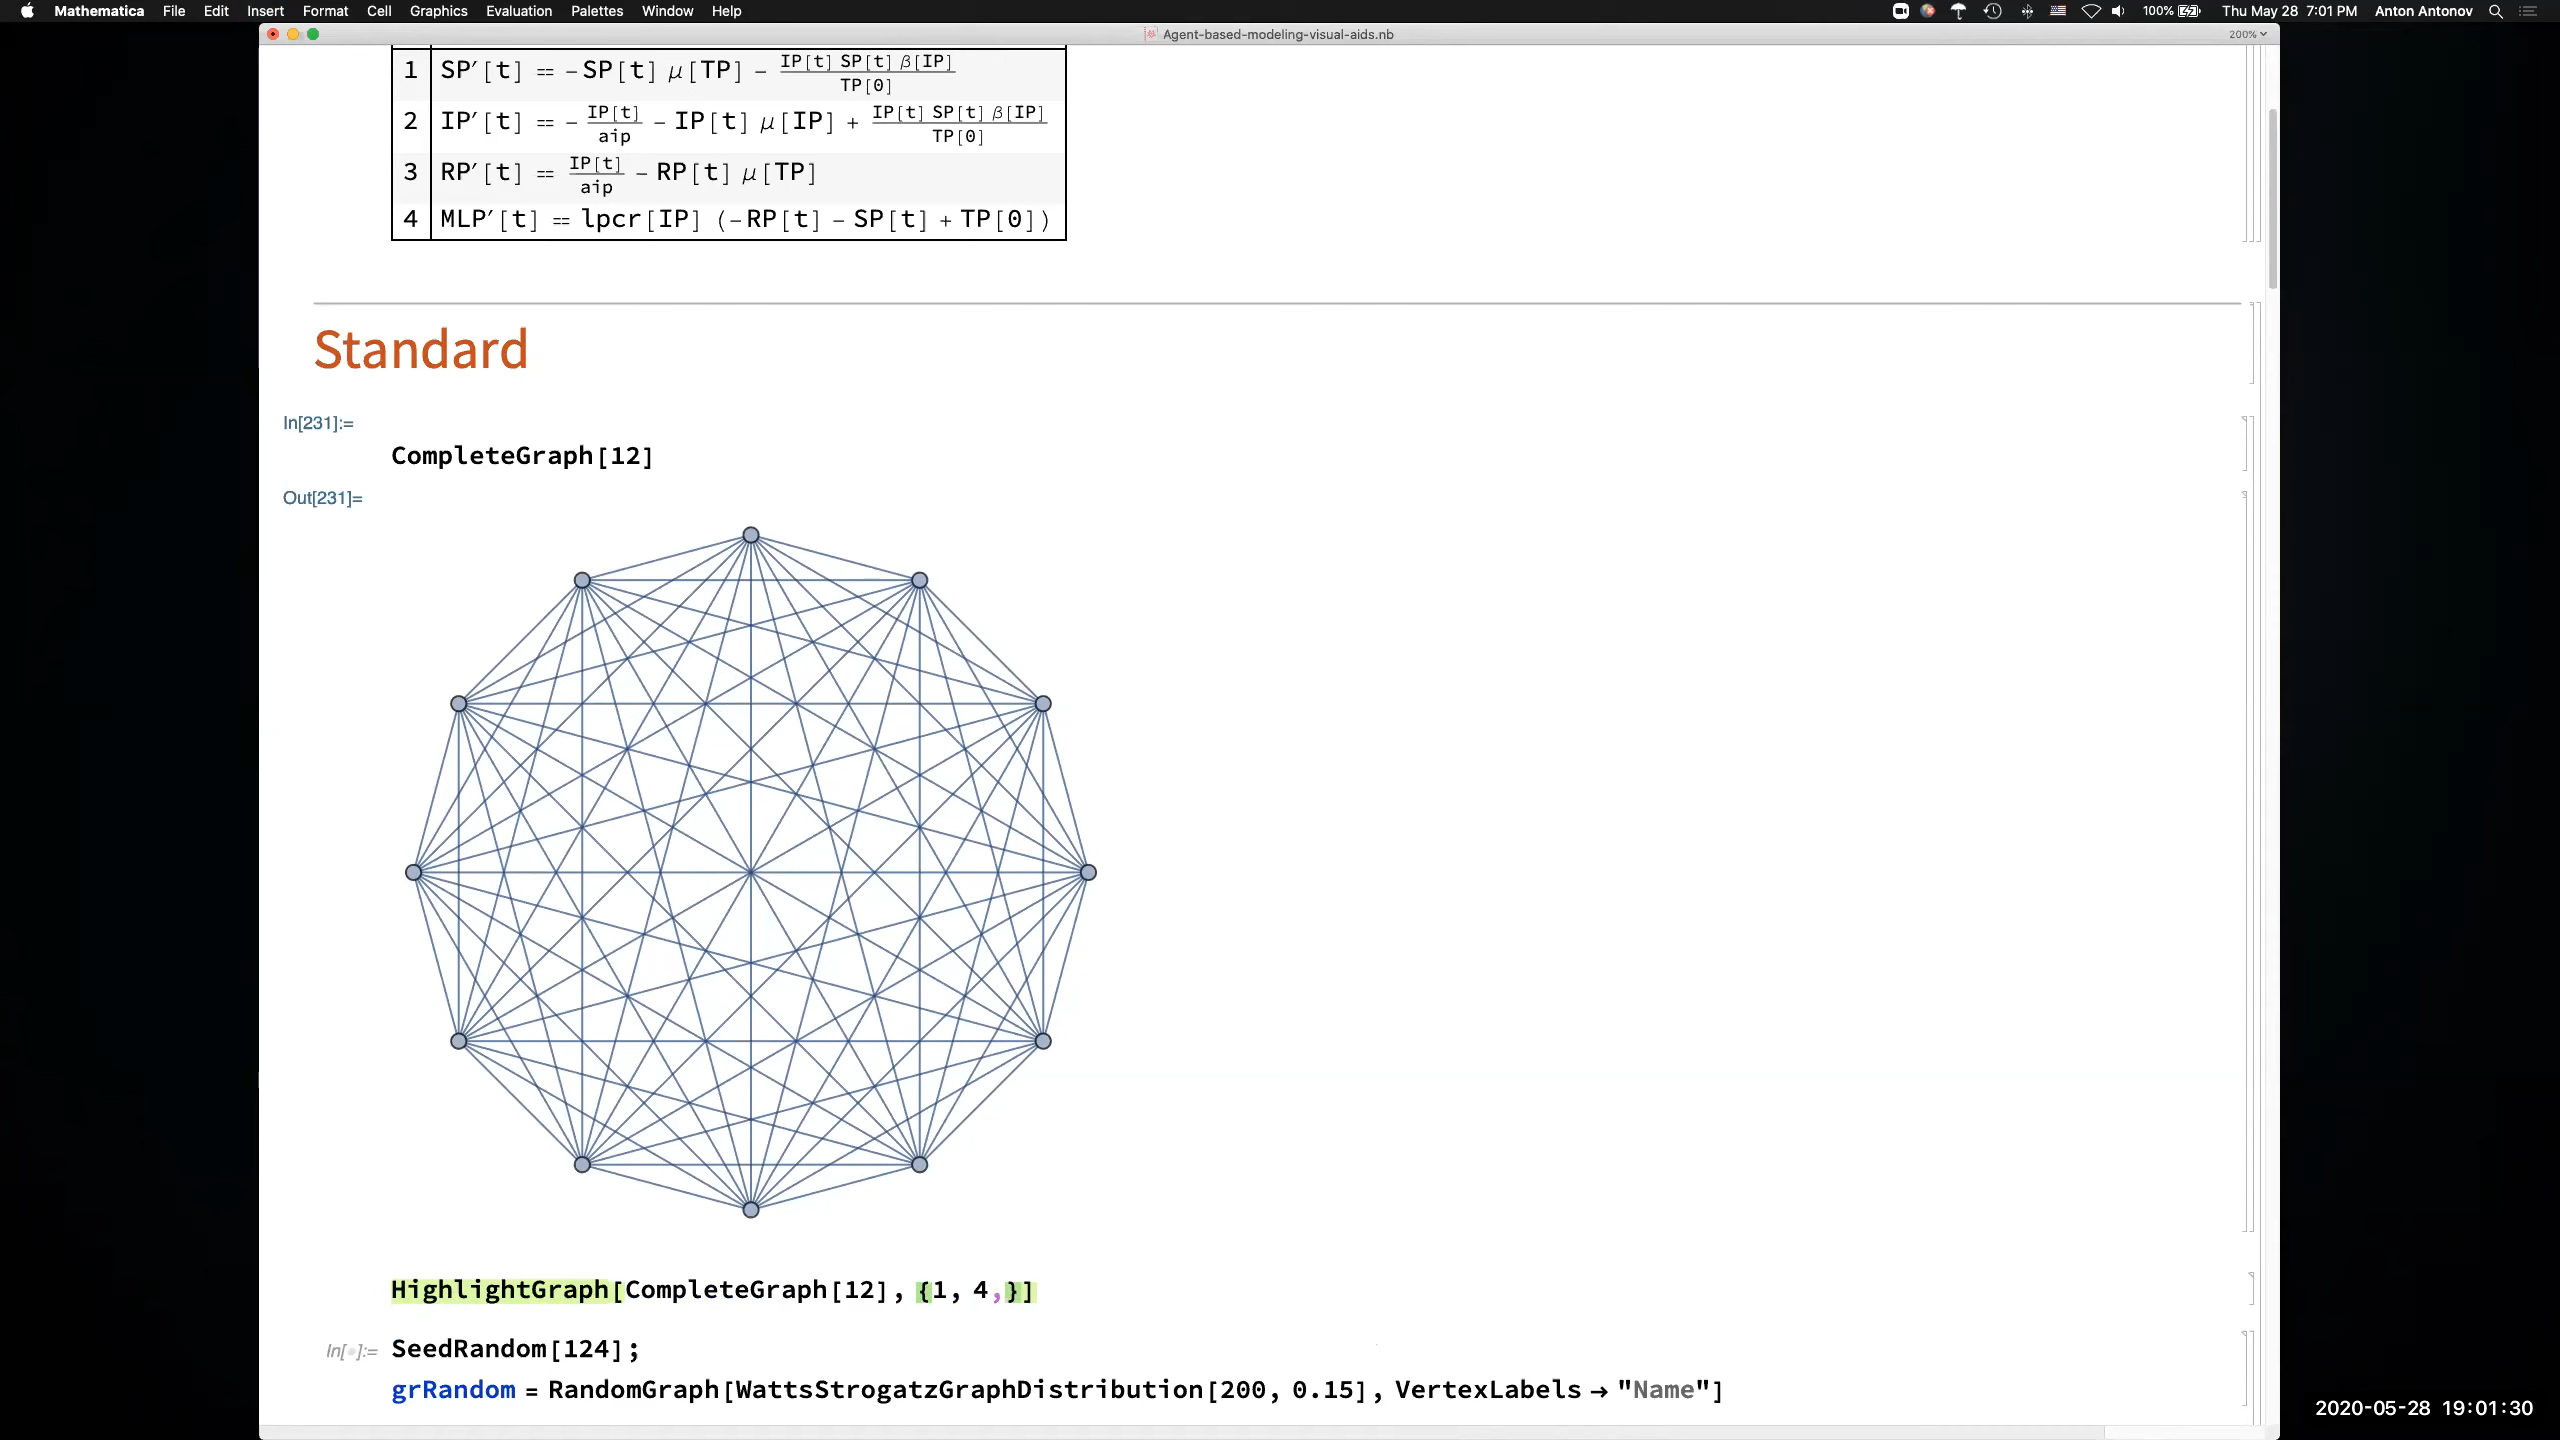 Mathematica File Edit Insert Format Cell Graphics Evaluation Palettes Window Help 100% Thu May 28 7:01 PM Anton Antonov
Agent-based-modeling-visual-aids.nb 200%
1 SP′[t] == -SP[t] μ[TP] - IP[t] SP[t] β[IP] / TP[0]
2 IP′[t] == - IP[t] / aip - IP[t] μ[IP] + IP[t] SP[t] β[IP] / TP[0]
3 RP′[t] == IP[t] / aip - RP[t] μ[TP]
4 MLP′[t] == lpcr[IP] (-RP[t] - SP[t] + TP[0])
Standard
In[231]:=
CompleteGraph[12]
Out[231]=
HighlightGraph[CompleteGraph[12], {1, 4,}]
In[•]:= SeedRandom[124];
grRandom = RandomGraph[WattsStrogatzGraphDistribution[200, 0.15], VertexLabels → "Name"]
2020-05-28 19:01:30